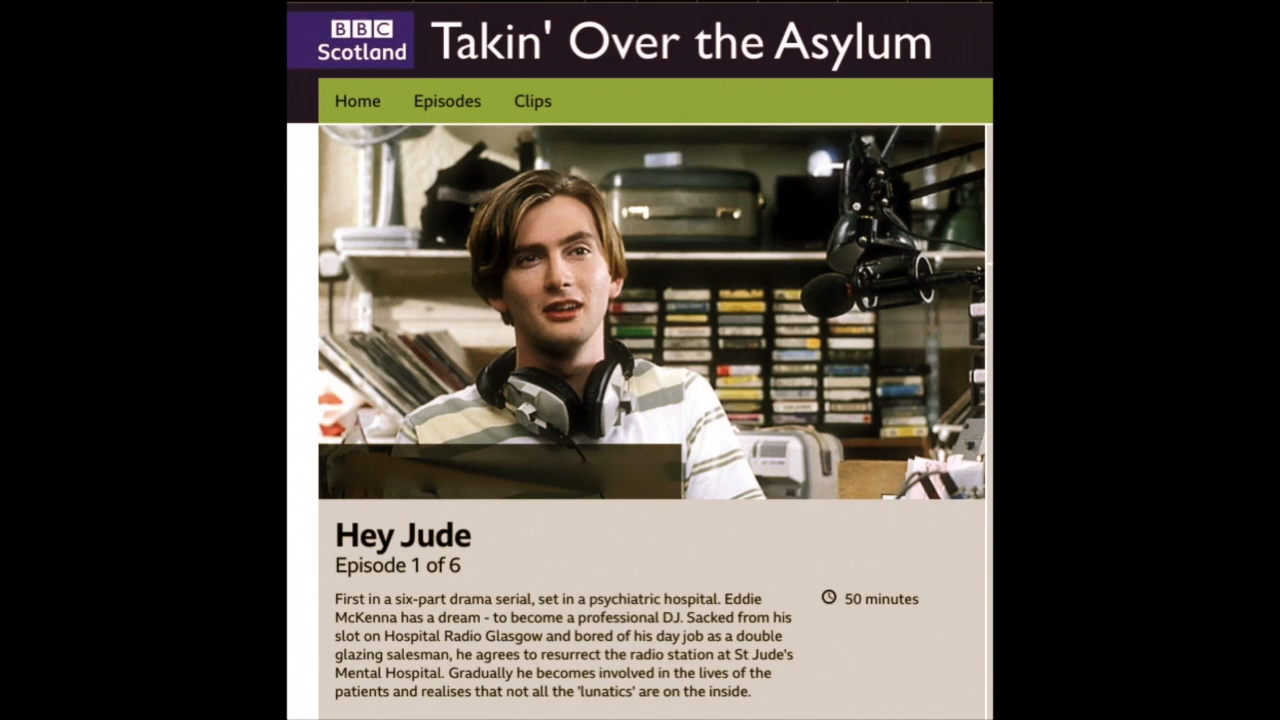 BBC
Scotland
Takin' Over the Asylum
Home Episodes Clips
Hey Jude
Episode 1 of 6
First in a six-part drama serial, set in a psychiatric hospital. Eddie
McKenna has a dream - to become a professional DJ. Sacked from his
slot on Hospital Radio Glasgow and bored of his day job as a double
glazing salesman, he agrees to resurrect the radio station at St Jude's
Mental Hospital. Gradually he becomes involved in the lives of the
patients and realises that not all the 'lunatics' are on the inside.
50 minutes